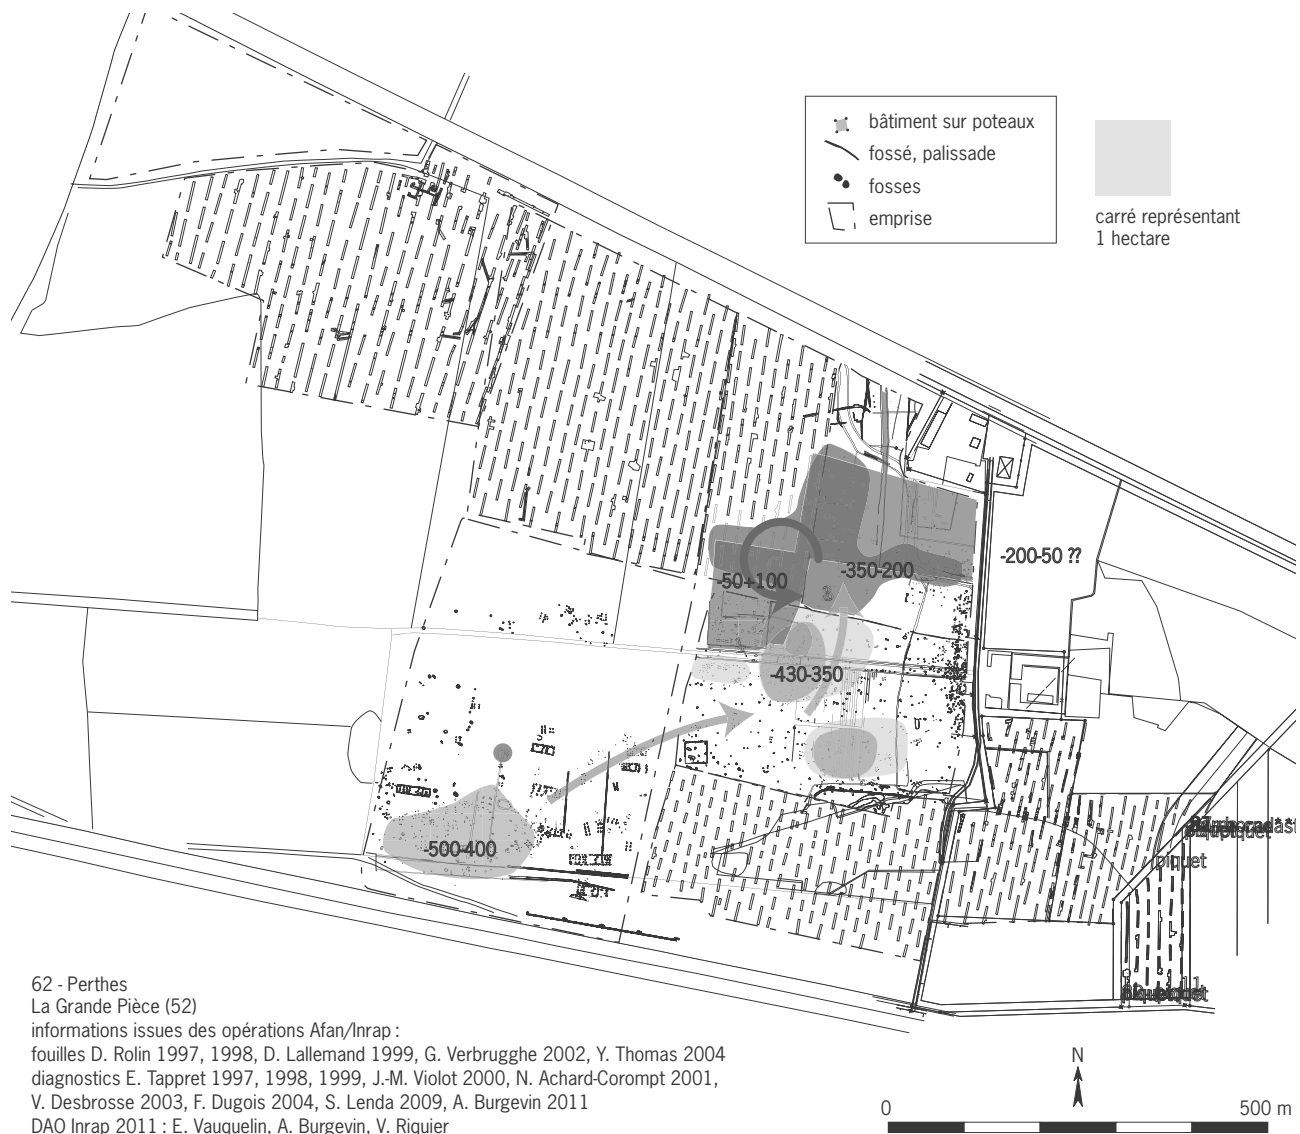 bâtiment sur poteaux
fossé, palissade
fosses
emprise
carré représentant
1 hectare
-200-50 ??
-50+100
-350-200
-430-350
-500-400
piquet
62 - Perthes
La Grande Pièce (52)
informations issues des opérations Afan/Inrap :
fouilles D. Rolin 1997, 1998, D. Lallemand 1999, G. Verbrugghe 2002, Y. Thomas 2004
diagnostics E. Tappret 1997, 1998, 1999, J.-M. Violot 2000, N. Achard-Corompt 2001,
V. Desbrosse 2003, F. Dugois 2004, S. Lenda 2009, A. Burgevin 2011
DAO Inrap 2011 : E. Vauquelin, A. Burgevin, V. Riquier
N
0 500 m